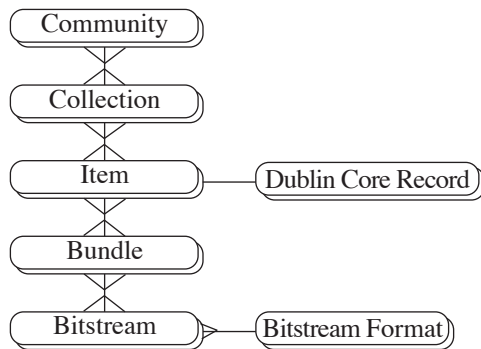 Community
Collection
Item
Dublin Core Record
Bundle
Bitstream
Bitstream Format